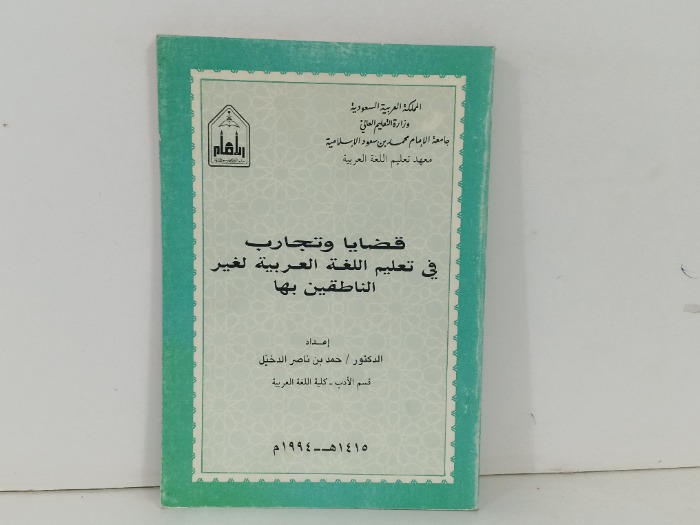 المملكة العربية السعودية
وزارة التعليم العالي
جامعة الإمام محمد بن سعود الإسلامية
معهد تعليم اللغة العربية
الإمام
قضايا وتجارب
في تعليم اللغة العربية لغير
الناطقين بها
إعداد
الدكتور / حمد بن ناصر الدخيل
قسم الأدب - كلية اللغة العربية
١٤١٥هـ - ١٩٩٤م